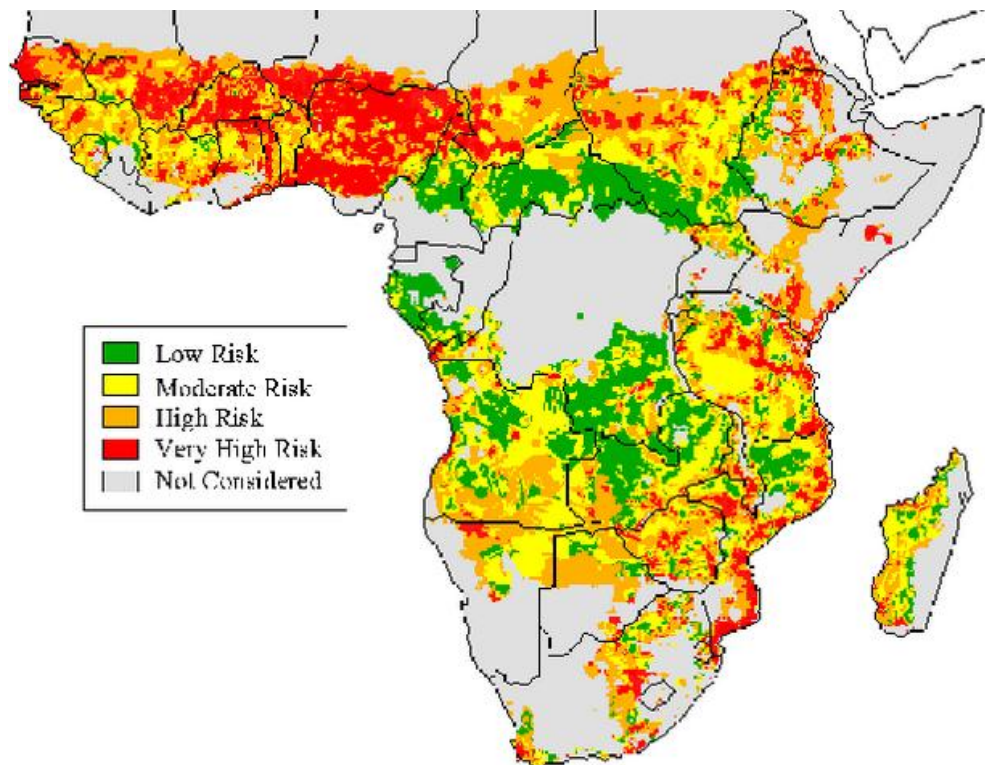 Low Risk
Moderate Risk
High Risk
Very High Risk
Not Considered